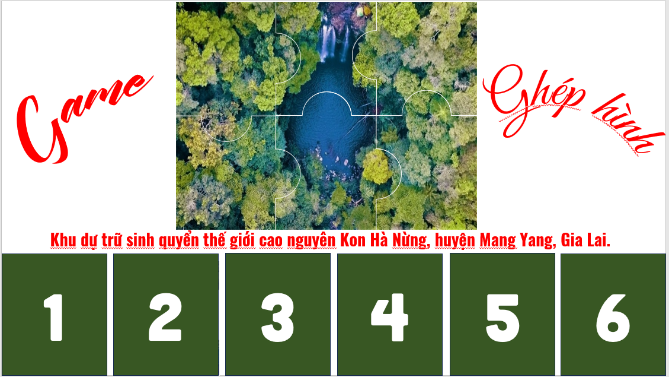 Game
Ghép hình
Khu dự trữ sinh quyển thế giới cao nguyên Kon Hà Nừng, huyện Mang Yang, Gia Lai.
1 2 3 4 5 6